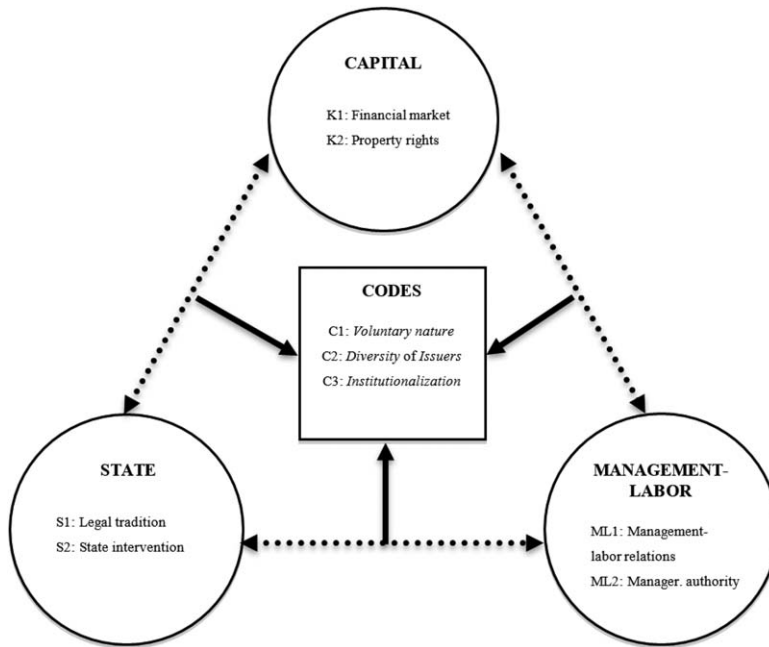 CAPITAL
K1: Financial market
K2: Property rights
CODES
C1: Voluntary nature
C2: Diversity of Issuers
C3: Institutionalization
STATE
S1: Legal tradition
S2: State intervention
MANAGEMENT-
LABOR
ML1: Management-
labor relations
ML2: Manager. authority